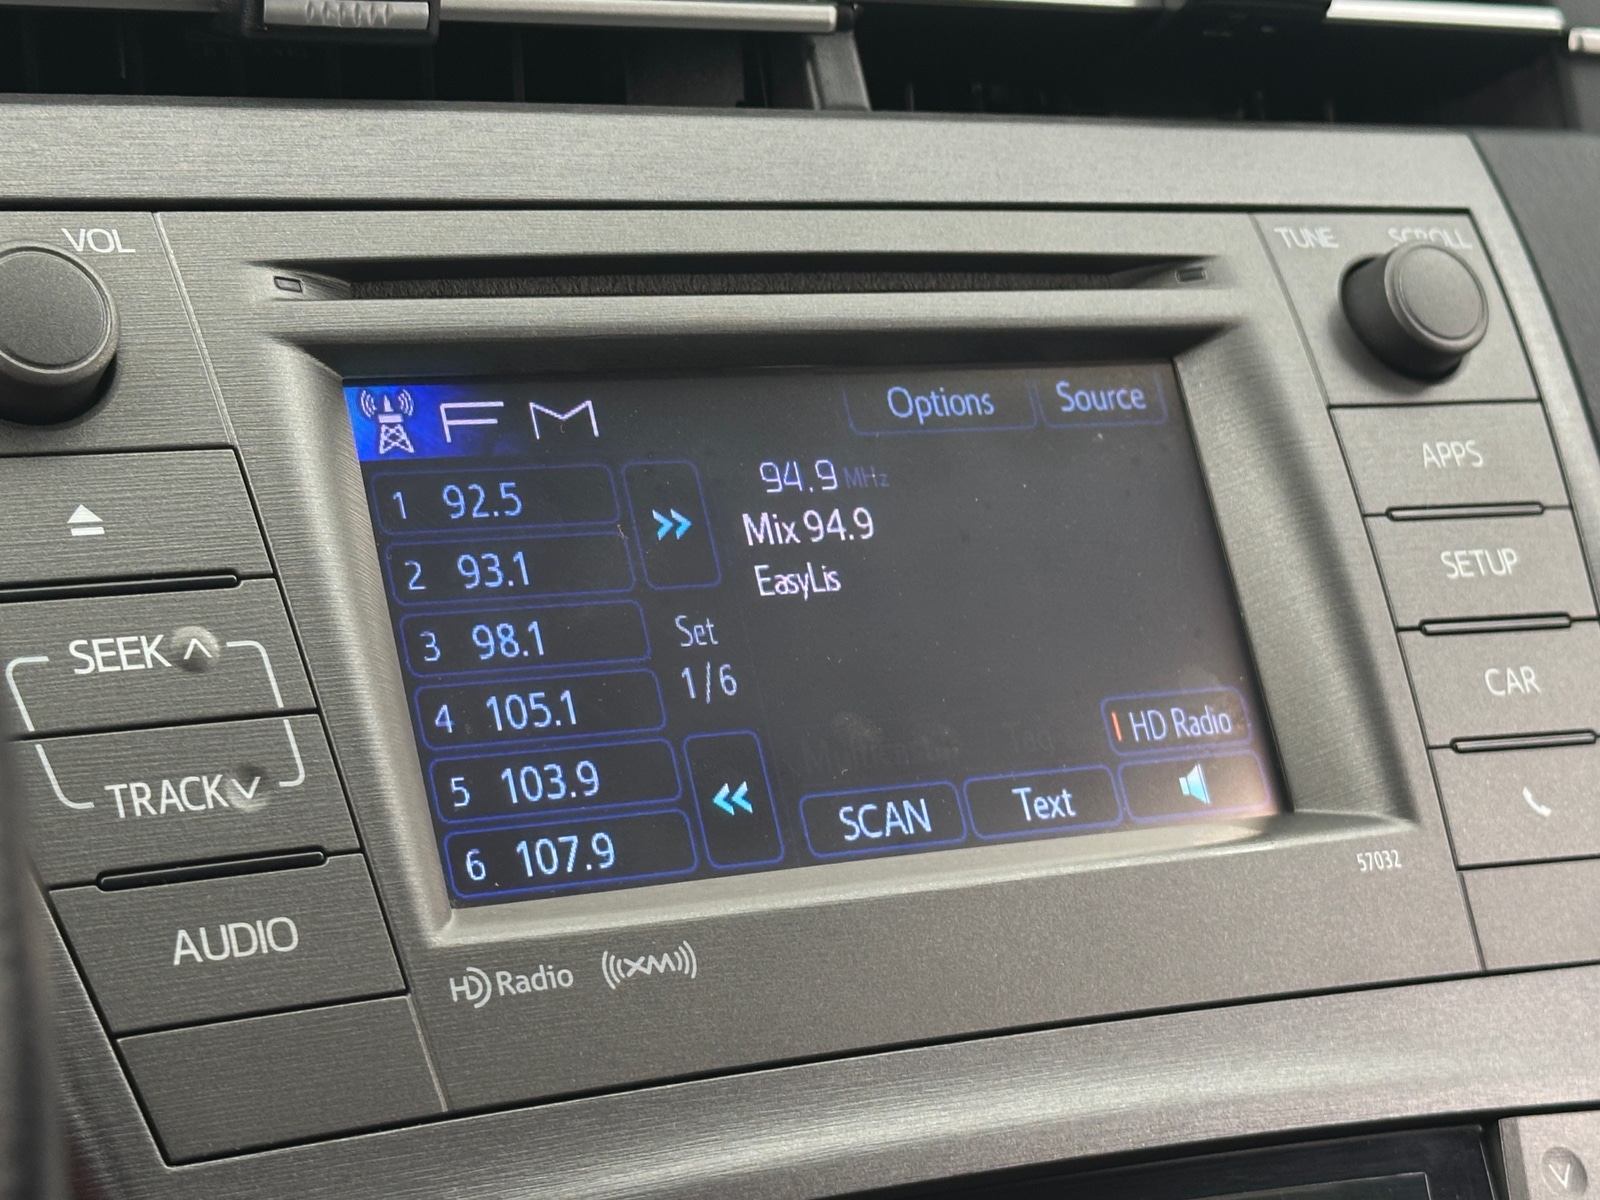 VOL
TUNE SCROLL
FM
Options
Source
1 92.5
2 93.1
3 98.1
4 105.1
5 103.9
6 107.9
Set
1/6
94.9 MHz
Mix 94.9
EasyLis
HD Radio
SCAN
Text
SEEK
TRACK
AUDIO
APPS
SETUP
CAR
57032
HD Radio
XM